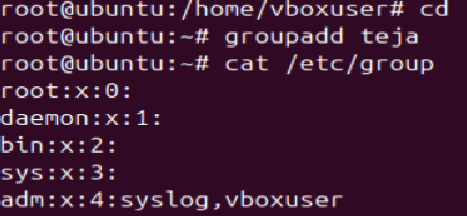 root@ubuntu:/home/vboxuser# cd
root@ubuntu:~# groupadd teja
root@ubuntu:~# cat /etc/group
root:x:0:
daemon:x:1:
bin:x:2:
sys:x:3:
adm:x:4:syslog,vboxuser